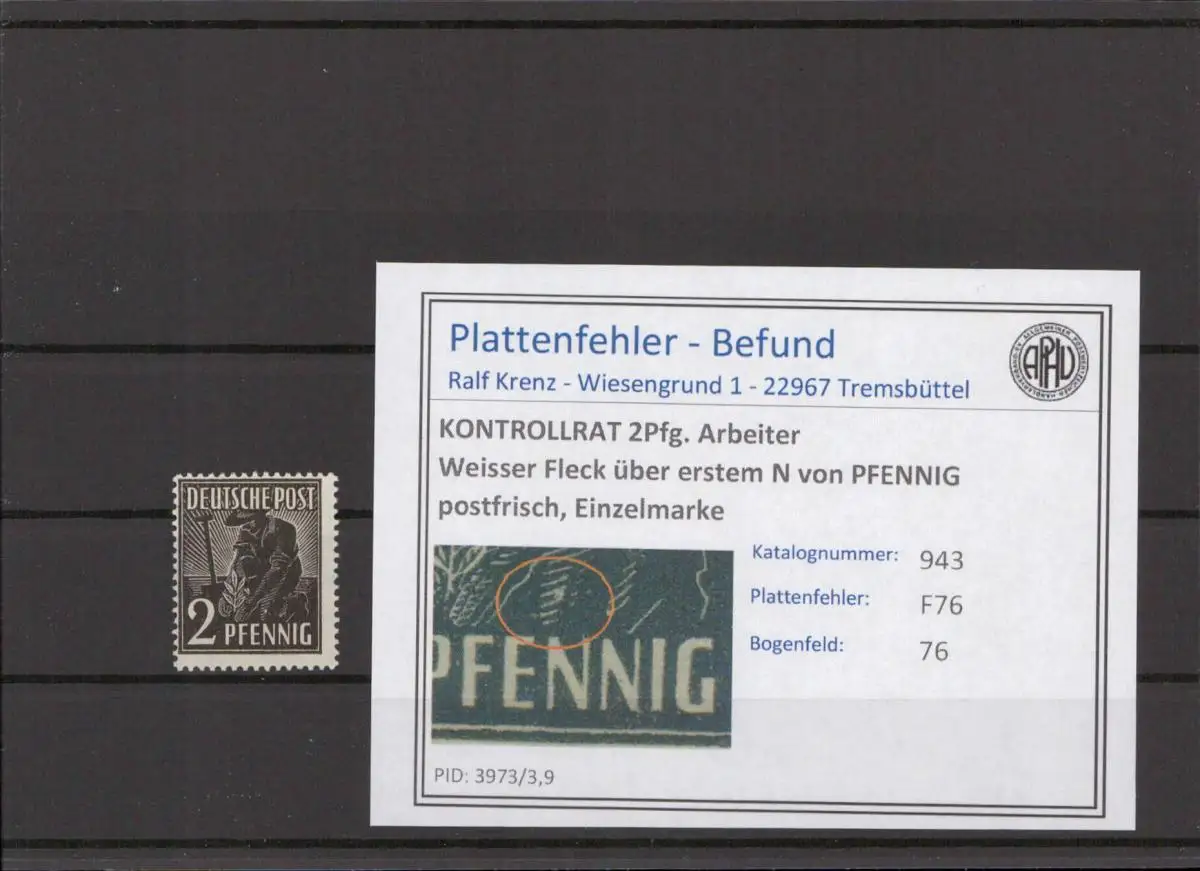 DEUTSCHE POST
2 PFENNIG
Plattenfehler - Befund
Ralf Krenz - Wiesengrund 1 - 22967 Tremsbüttel
APHV
KONTROLLRAT 2Pfg. Arbeiter
Weisser Fleck über erstem N von PFENNIG
postfrisch, Einzelmarke
PFENNIG
Katalognummer: 943
Plattenfehler: F76
Bogenfeld: 76
PID: 3973/3,9